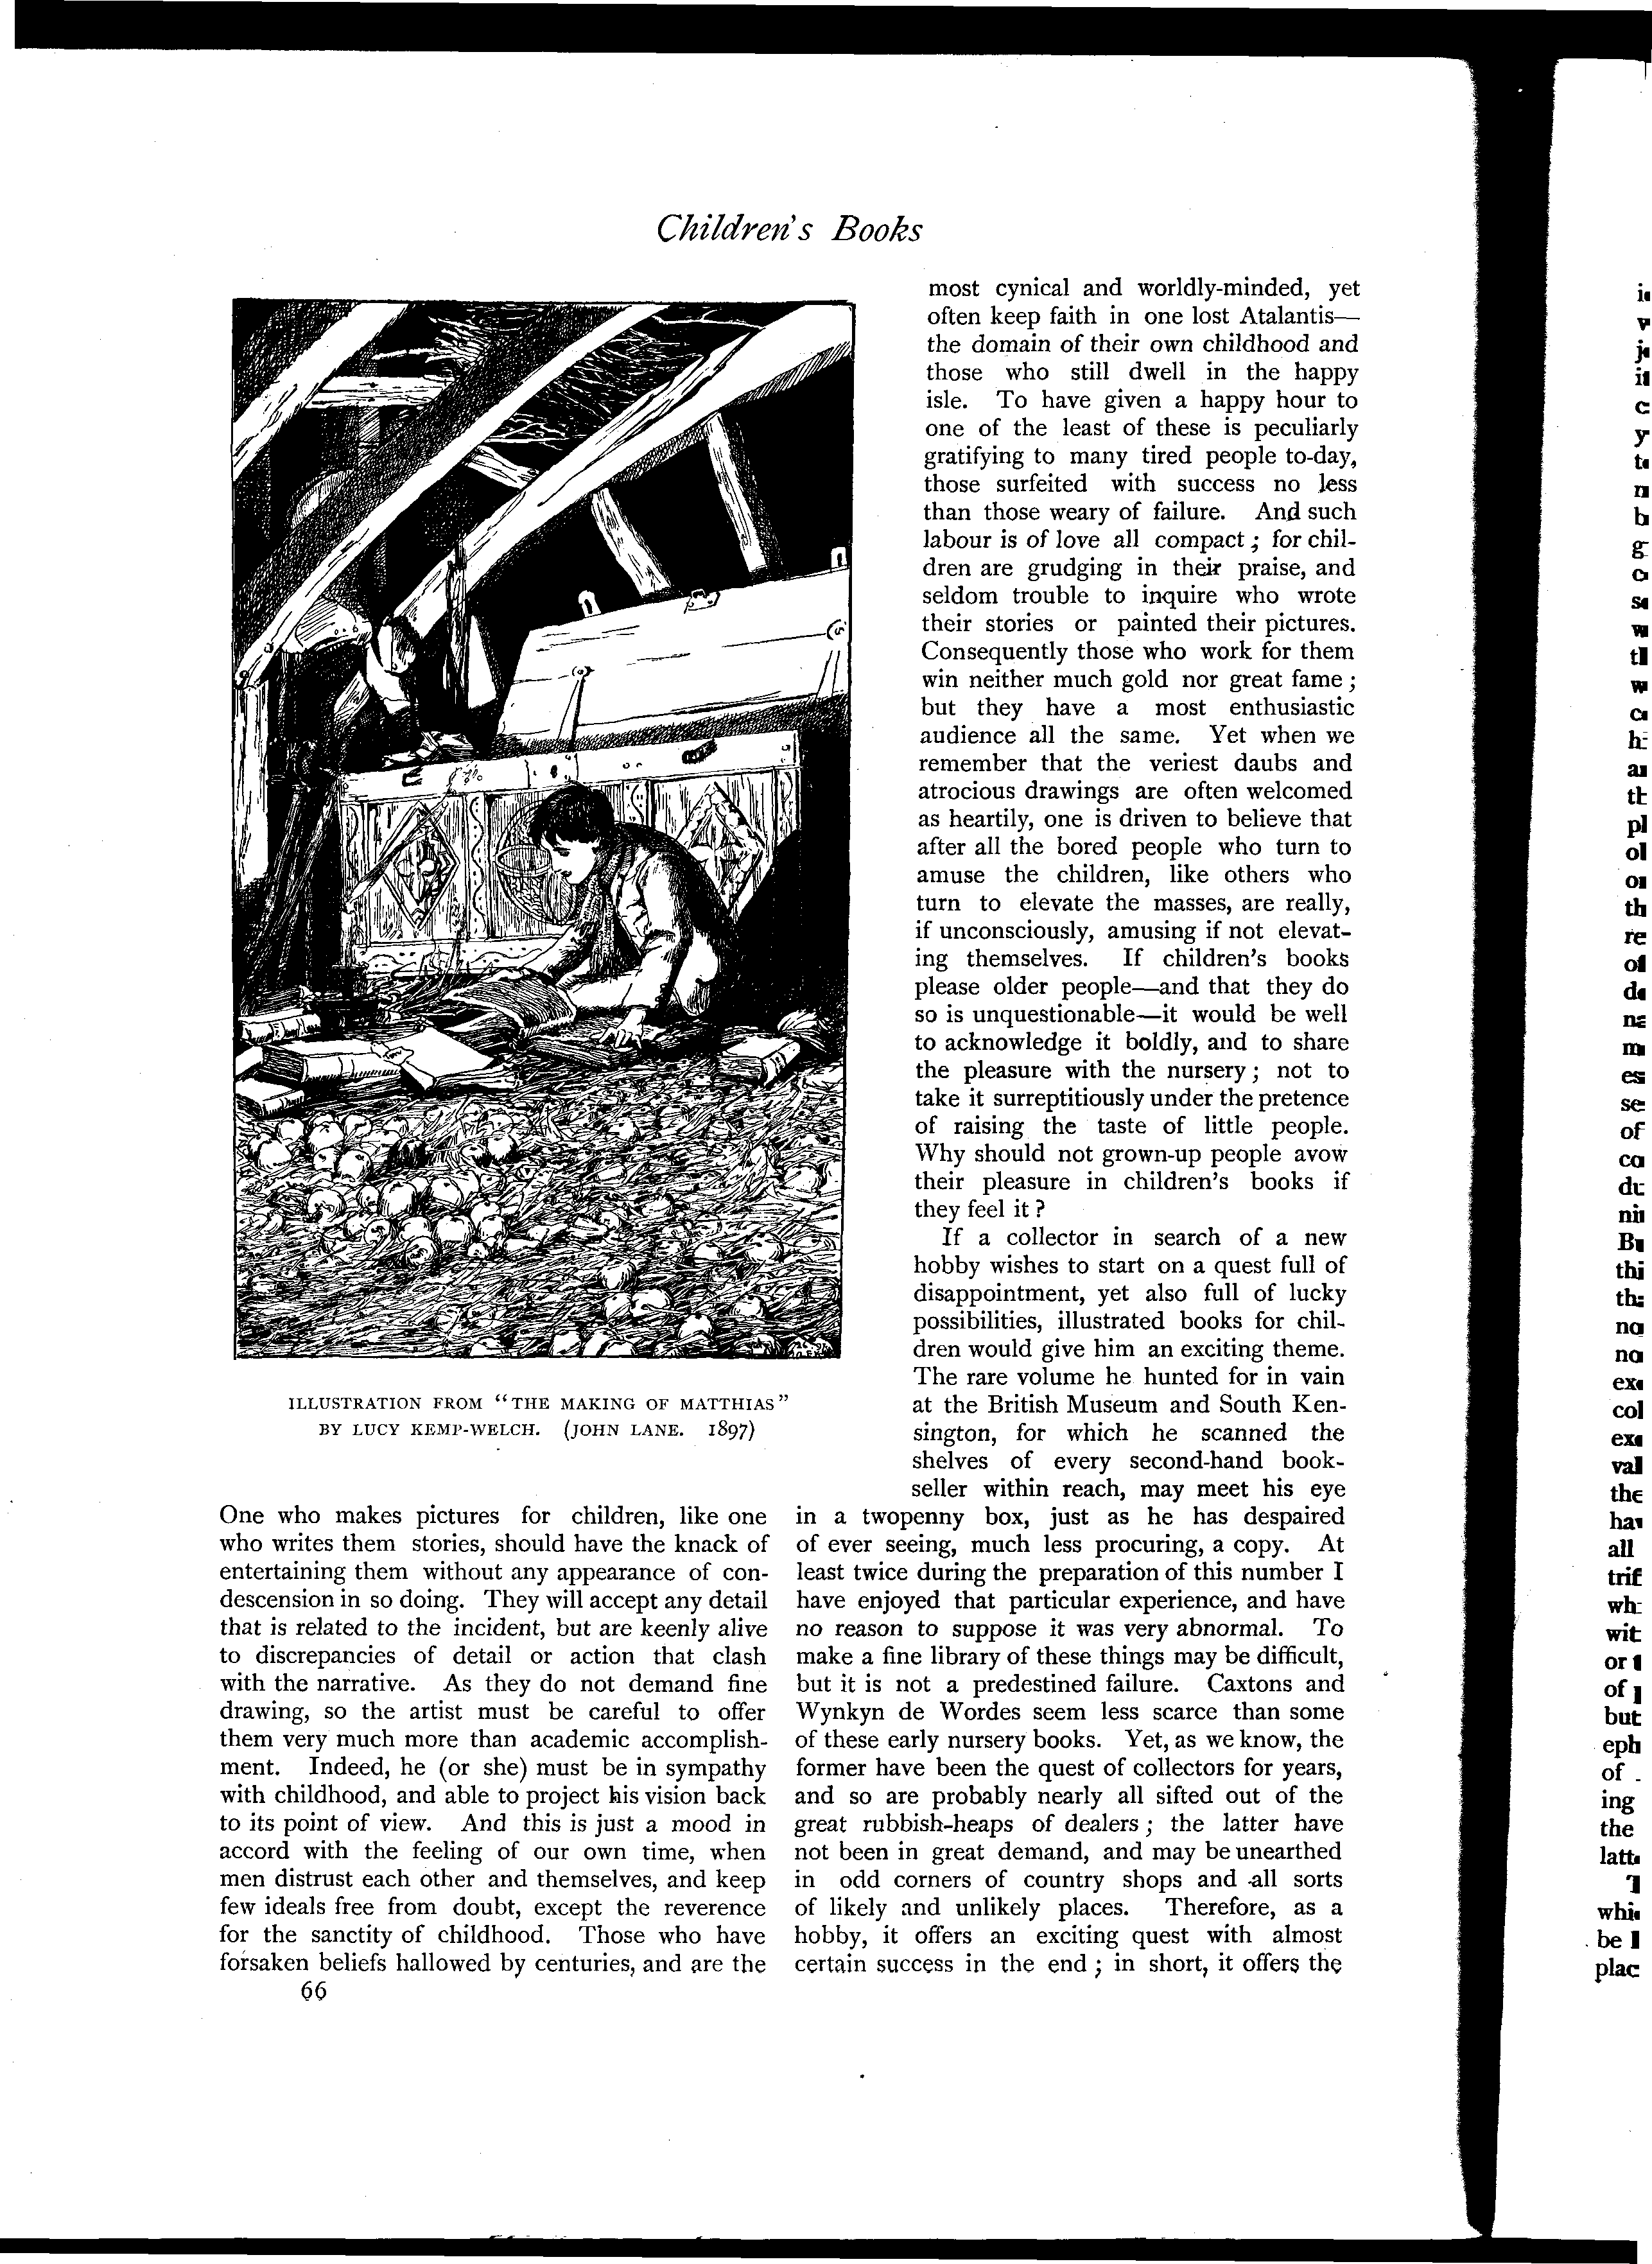 Children's Books
ILLUSTRATION FROM “THE MAKING OF MATTHIAS”
BY LUCY KEMP-WELCH. (JOHN LANE. 1897)
One who makes pictures for children, like one
who writes them stories, should have the knack of
entertaining them without any appearance of con-
descension in so doing. They will accept any detail
that is related to the incident, but are keenly alive
to discrepancies of detail or action that clash
with the narrative. As they do not demand fine
drawing, so the artist must be careful to offer
them very much more than academic accomplish-
ment. Indeed, he (or she) must be in sympathy
with childhood, and able to project his vision back
to its point of view. And this is just a mood in
accord with the feeling of our own time, when
men distrust each other and themselves, and keep
few ideals free from doubt, except the reverence
for the sanctity of childhood. Those who have
forsaken beliefs hallowed by centuries, and are the
most cynical and worldly-minded, yet
often keep faith in one lost Atalantis—
the domain of their own childhood and
those who still dwell in the happy
isle. To have given a happy hour to
one of the least of these is peculiarly
gratifying to many tired people to-day,
those surfeited with success no less
than those weary of failure. And such
labour is of love all compact ; for chil-
dren are grudging in their praise, and
seldom trouble to inquire who wrote
their stories or painted their pictures.
Consequently those who work for them
win neither much gold nor great fame ;
but they have a most enthusiastic
audience all the same. Yet when we
remember that the veriest daubs and
atrocious drawings are often welcomed
as heartily, one is driven to believe that
after all the bored people who turn to
amuse the children, like others who
turn to elevate the masses, are really,
if unconsciously, amusing if not elevat-
ing themselves. If children's books
please older people—and that they do
so is unquestionable—it would be well
to acknowledge it boldly, and to share
the pleasure with the nursery ; not to
take it surreptitiously under the pretence
of raising the taste of little people.
Why should not grown-up people avow
their pleasure in children's books if
they feel it ?
If a collector in search of a new
hobby wishes to start on a quest full of
disappointment, yet also full of lucky
possibilities, illustrated books for chil-
dren would give him an exciting theme.
The rare volume he hunted for in vain
at the British Museum and South Ken-
sington, for which he scanned the
shelves of every second-hand book-
seller within reach, may meet his eye
in a twopenny box, just as he has despaired
of ever seeing, much less procuring, a copy. At
least twice during the preparation of this number I
have enjoyed that particular experience, and have
no reason to suppose it was very abnormal. To
make a fine library of these things may be difficult,
but it is not a predestined failure. Caxtons and
Wynkyn de Wordes seem less scarce than some
of these early nursery books. Yet, as we know, the
former have been the quest of collectors for years,
and so are probably nearly all sifted out of the
great rubbish-heaps of dealers ; the latter have
not been in great demand, and may be unearthed
in odd corners of country shops and all sorts
of likely and unlikely places. Therefore, as a
hobby, it offers an exciting quest with almost
certain success in the end ; in short, it offers the
66